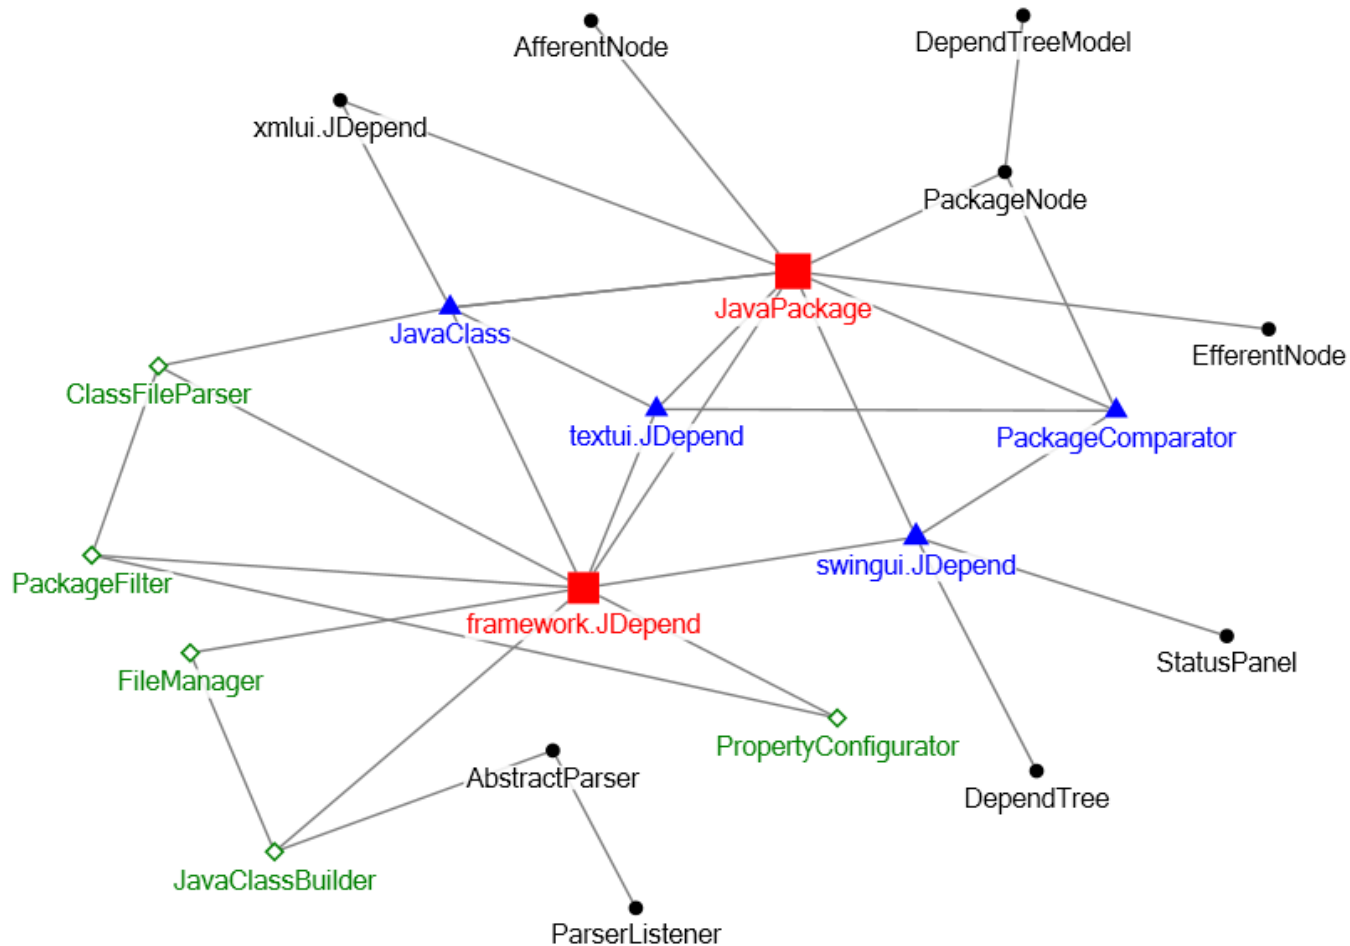 DependTreeModel
AfferentNode
xmlui.JDepend
PackageNode
JavaPackage
JavaClass
EfferentNode
ClassFileParser
textui.JDepend
PackageComparator
swingui.JDepend
PackageFilter
framework.JDepend
StatusPanel
FileManager
PropertyConfigurator
AbstractParser
DependTree
JavaClassBuilder
ParserListener